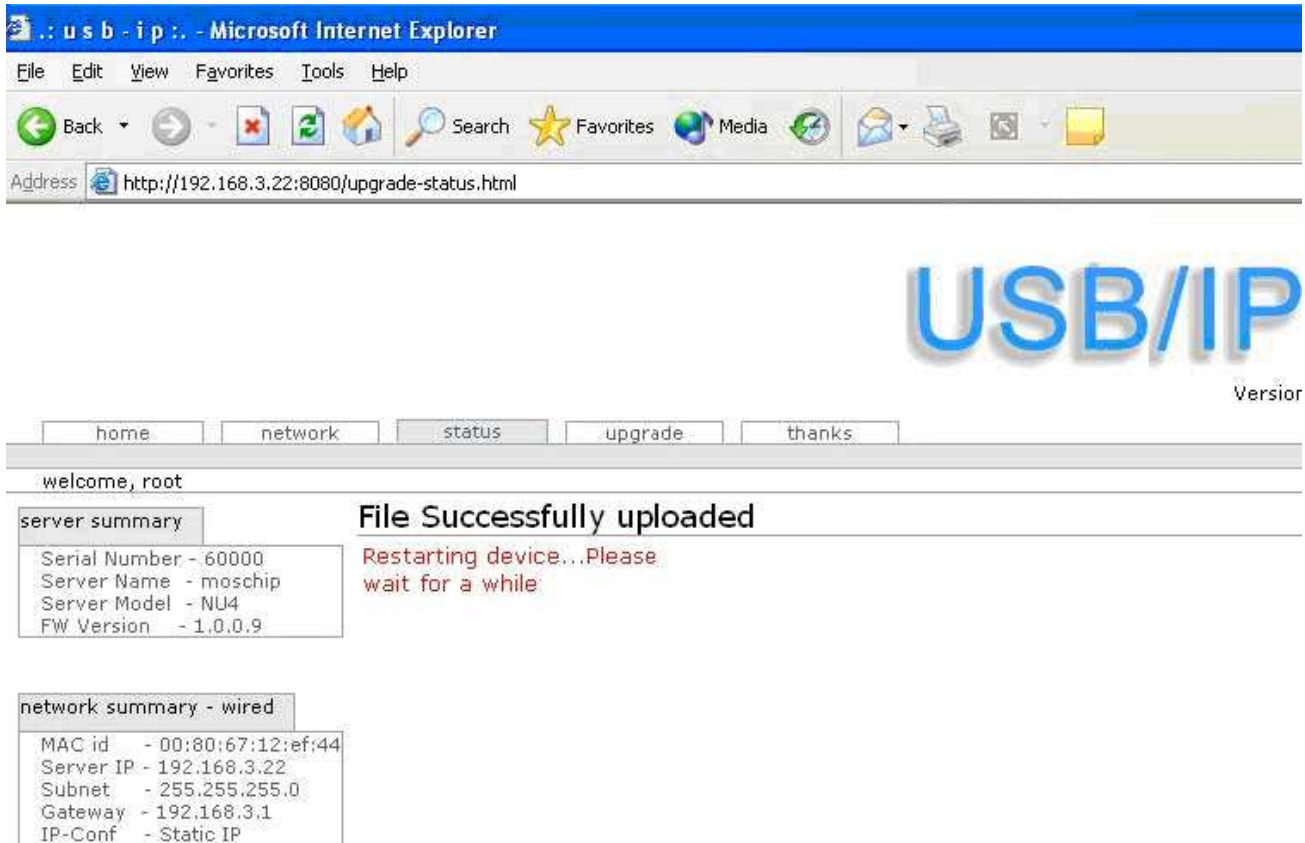 .: u s b - i p :. - Microsoft Internet Explorer
File Edit View Favorites Tools Help
Back Search Favorites Media
Address http://192.168.3.22:8080/upgrade-status.html
USB/IP
Version
home network status upgrade thanks
welcome, root
server summary
Serial Number - 60000
Server Name - moschip
Server Model - NU4
FW Version - 1.0.0.9
File Successfully uploaded
Restarting device...Please
wait for a while
network summary - wired
MAC id - 00:80:67:12:ef:44
Server IP - 192.168.3.22
Subnet - 255.255.255.0
Gateway - 192.168.3.1
IP-Conf - Static IP